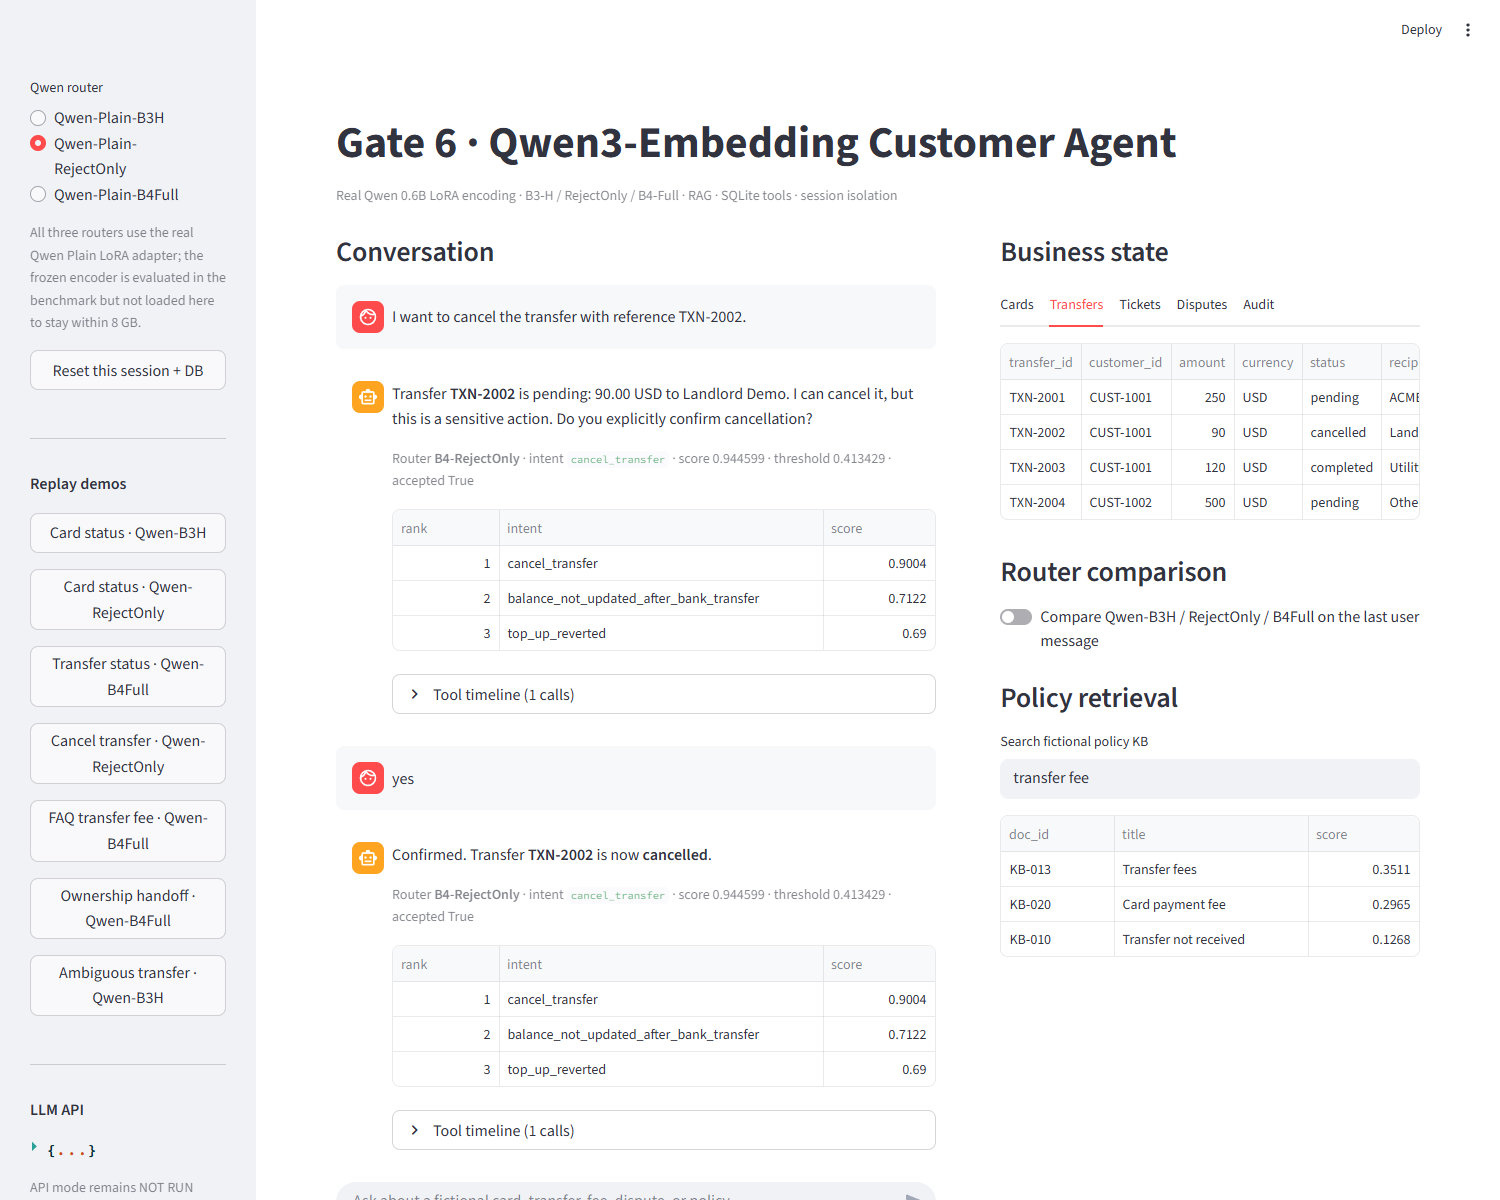 Deploy
Qwen router
Qwen-Plain-B3H
Qwen-Plain-
RejectOnly
Qwen-Plain-B4Full
All three routers use the real
Qwen Plain LoRA adapter; the
frozen encoder is evaluated in the
benchmark but not loaded here
to stay within 8 GB.
Reset this session + DB
Replay demos
Card status · Qwen-B3H
Card status · Qwen-
RejectOnly
Transfer status · Qwen-
B4Full
Cancel transfer · Qwen-
RejectOnly
FAQ transfer fee · Qwen-
B4Full
Ownership handoff ·
Qwen-B4Full
Ambiguous transfer ·
Qwen-B3H
LLM API
{...}
API mode remains NOT RUN
Gate 6 · Qwen3-Embedding Customer Agent
Real Qwen 0.6B LoRA encoding · B3-H / RejectOnly / B4-Full · RAG · SQLite tools · session isolation
Conversation
I want to cancel the transfer with reference TXN-2002.
Transfer TXN-2002 is pending: 90.00 USD to Landlord Demo. I can cancel it, but
this is a sensitive action. Do you explicitly confirm cancellation?
Router B4-RejectOnly · intent cancel_transfer · score 0.944599 · threshold 0.413429 ·
accepted True
rank intent score
1 cancel_transfer 0.9004
2 balance_not_updated_after_bank_transfer 0.7122
3 top_up_reverted 0.69
Tool timeline (1 calls)
yes
Confirmed. Transfer TXN-2002 is now cancelled.
Router B4-RejectOnly · intent cancel_transfer · score 0.944599 · threshold 0.413429 ·
accepted True
rank intent score
1 cancel_transfer 0.9004
2 balance_not_updated_after_bank_transfer 0.7122
3 top_up_reverted 0.69
Tool timeline (1 calls)
Ask about a fictional card, transfer, fee, dispute, or policy
Business state
Cards Transfers Tickets Disputes Audit
transfer_id customer_id amount currency status recip
TXN-2001 CUST-1001 250 USD pending ACME
TXN-2002 CUST-1001 90 USD cancelled Land
TXN-2003 CUST-1001 120 USD completed Utilit
TXN-2004 CUST-1002 500 USD pending Othe
Router comparison
Compare Qwen-B3H / RejectOnly / B4Full on the last user
message
Policy retrieval
Search fictional policy KB
transfer fee
doc_id title score
KB-013 Transfer fees 0.3511
KB-020 Card payment fee 0.2965
KB-010 Transfer not received 0.1268